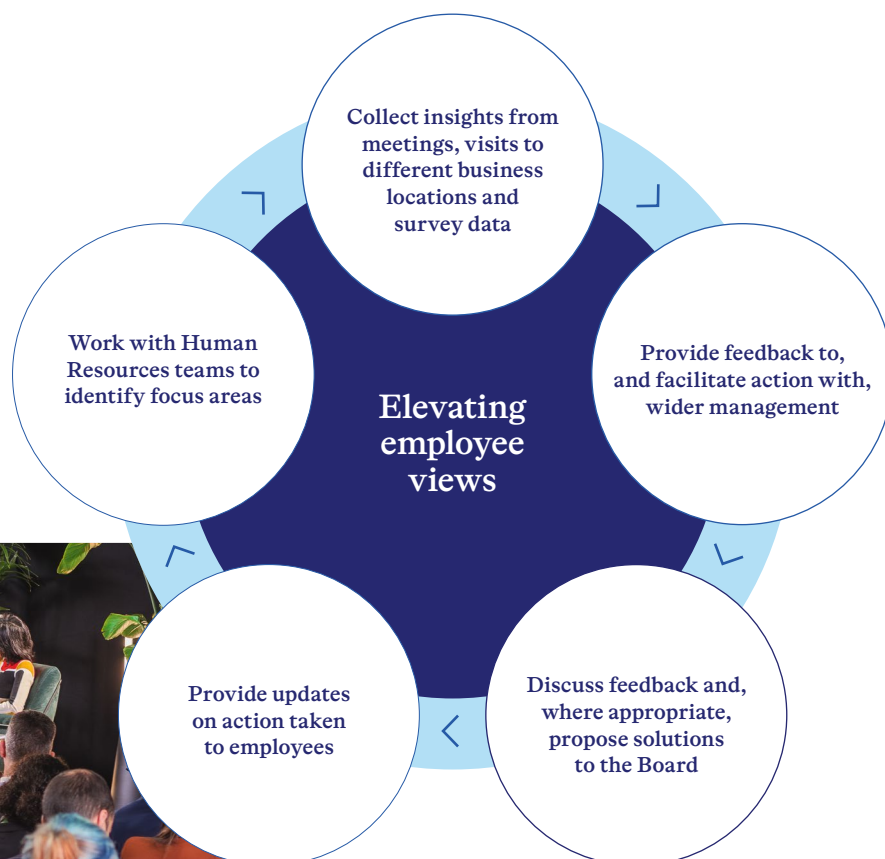 Collect insights from
meetings, visits to
different business
locations and
survey data
Work with Human
Resources teams to
identify focus areas
Provide feedback to,
and facilitate action with,
wider management
Elevating
employee
views
Provide updates
on action taken
to employees
Discuss feedback and,
where appropriate,
propose solutions
to the Board